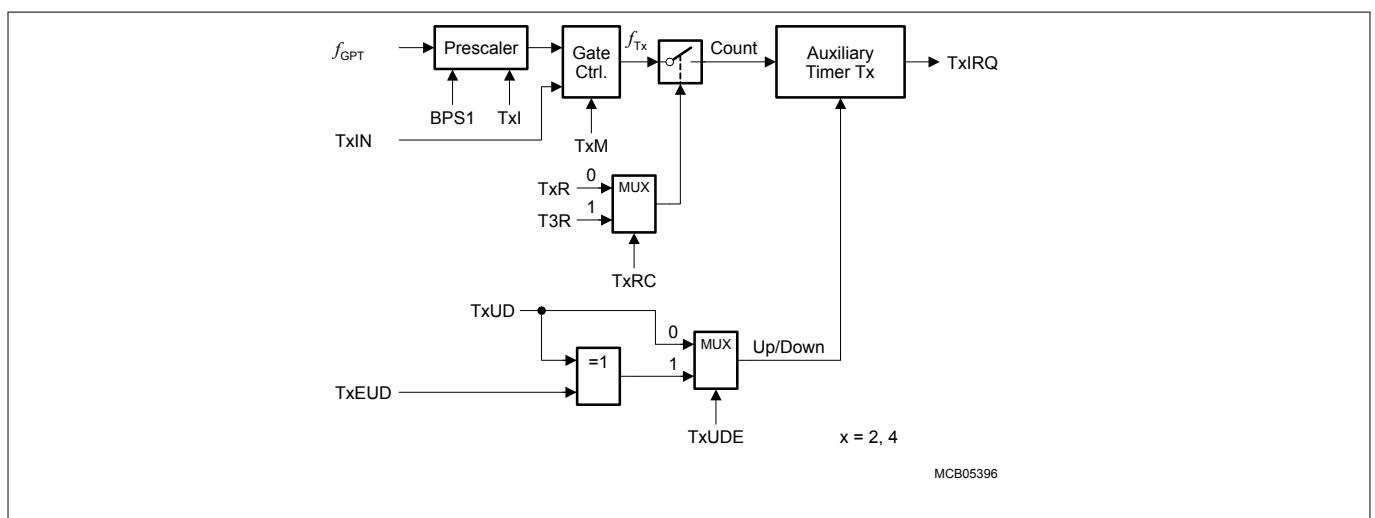 fGPT
Prescaler
Gate
Ctrl.
fTx
Count
Auxiliary
Timer Tx
TxIRQ
BPS1
TxI
TxIN
TxM
TxR
0
MUX
T3R
1
TxRC
TxUD
0
MUX
Up/Down
=1
1
TxEUD
TxUDE
x = 2, 4
MCB05396